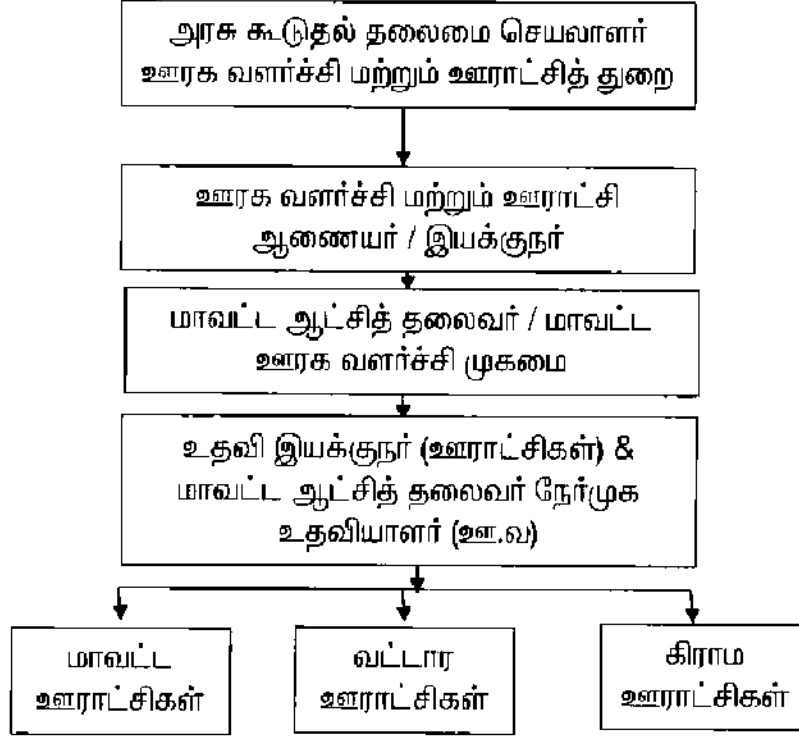 அரசு கூடுதல் தலைமை செயலாளர்
ஊரக வளர்ச்சி மற்றும் ஊராட்சித் துறை
ஊரக வளர்ச்சி மற்றும் ஊராட்சி
ஆணையர் / இயக்குநர்
மாவட்ட ஆட்சித் தலைவர் / மாவட்ட
ஊரக வளர்ச்சி முகமை
உதவி இயக்குநர் (ஊராட்சிகள்) &
மாவட்ட ஆட்சித் தலைவர் நேர்முக
உதவியாளர் (ஊ.வ)
மாவட்ட
ஊராட்சிகள்
வட்டார
ஊராட்சிகள்
கிராம
ஊராட்சிகள்